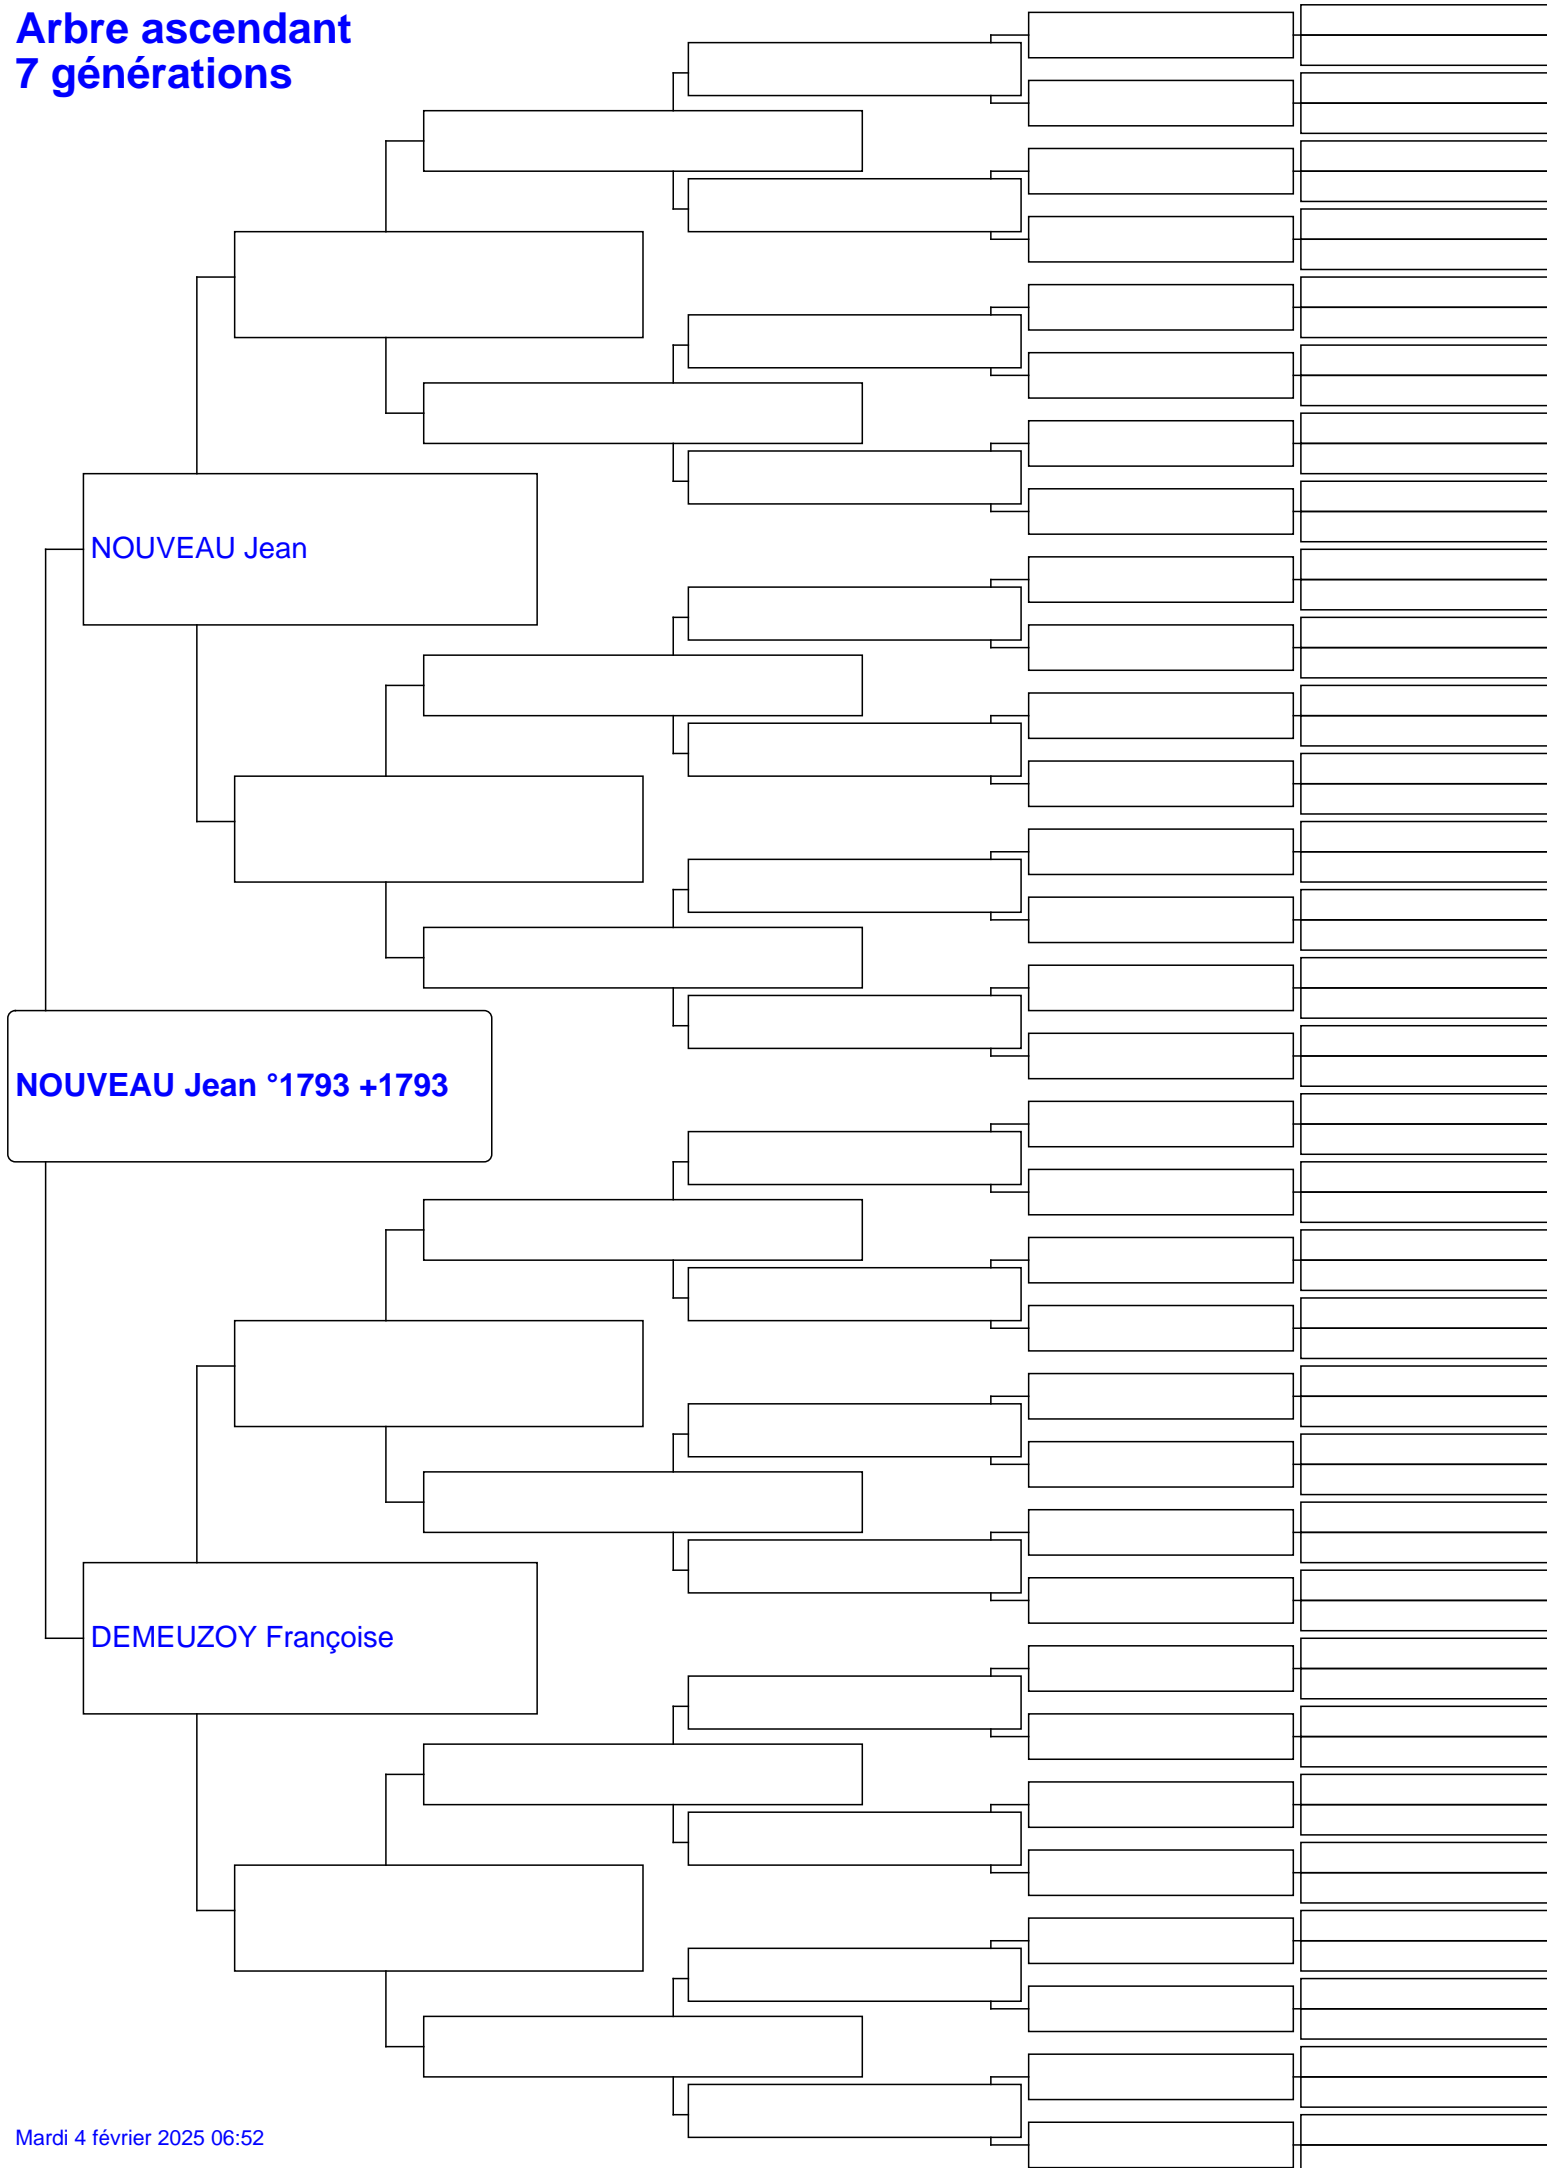 Arbre ascendant
7 générations
NOUVEAU Jean
NOUVEAU Jean °1793 +1793
DEMEUZOY Françoise
Mardi 4 février 2025 06:52